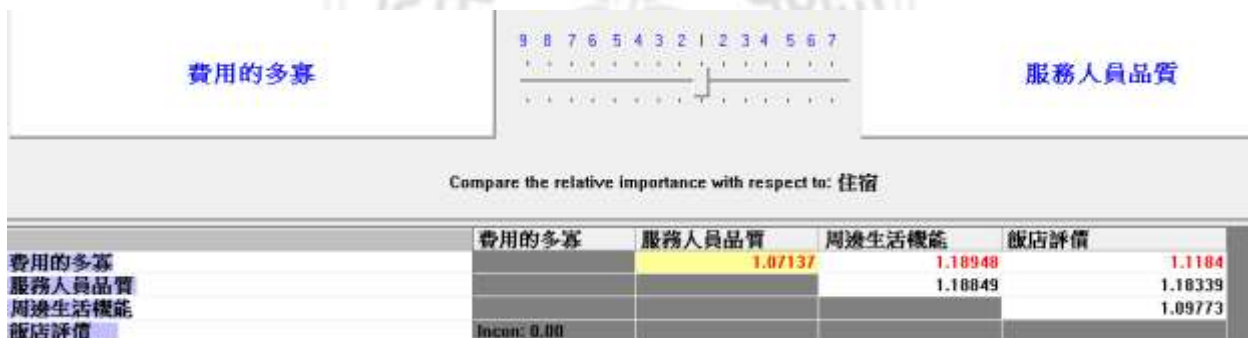 9 8 7 6 5 4 3 2 1 2 3 4 5 6 7
費用的多寡 服務人員品質
Compare the relative importance with respect to: 住宿
費用的多寡 服務人員品質 周邊生活機能 飯店評價
費用的多寡 1.07137 1.18948 1.1184
服務人員品質 1.18849 1.18339
周邊生活機能 1.09773
飯店評價 Incon: 0.00